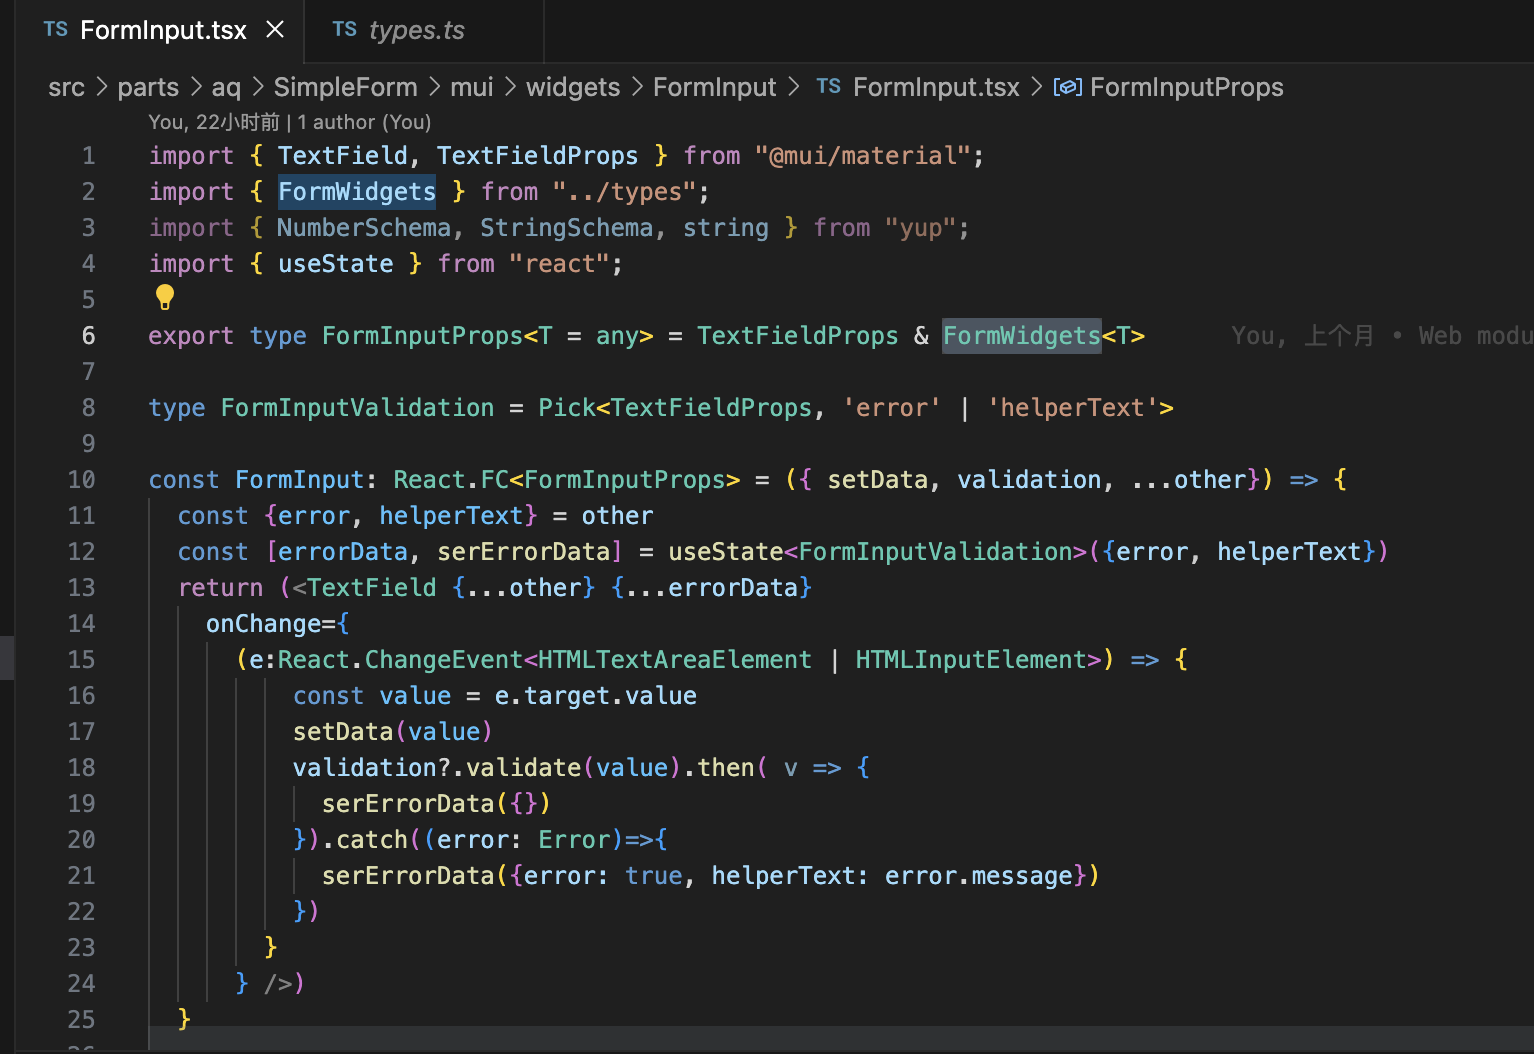 TS FormInput.tsx × TS types.ts
src > parts > aq > SimpleForm > mui > widgets > FormInput > TS FormInput.tsx > FormInputProps
You, 22小时前 | 1 author (You)
1 import { TextField, TextFieldProps } from "@mui/material";
2 import { FormWidgets } from "../types";
3 import { NumberSchema, StringSchema, string } from "yup";
4 import { useState } from "react";
5
6 export type FormInputProps<T = any> = TextFieldProps & FormWidgets<T> You, 上个月 • Web modu
7
8 type FormInputValidation = Pick<TextFieldProps, 'error' | 'helperText'>
9
10 const FormInput: React.FC<FormInputProps> = ({ setData, validation, ...other}) => {
11 const {error, helperText} = other
12 const [errorData, serErrorData] = useState<FormInputValidation>({error, helperText})
13 return (<TextField {...other} {...errorData}
14 onChange={
15 (e:React.ChangeEvent<HTMLTextAreaElement | HTMLInputElement>) => {
16 const value = e.target.value
17 setData(value)
18 validation?.validate(value).then( v => {
19 serErrorData({})
20 }).catch((error: Error)=>{
21 serErrorData({error: true, helperText: error.message})
22 })
23 }
24 } />)
25 }